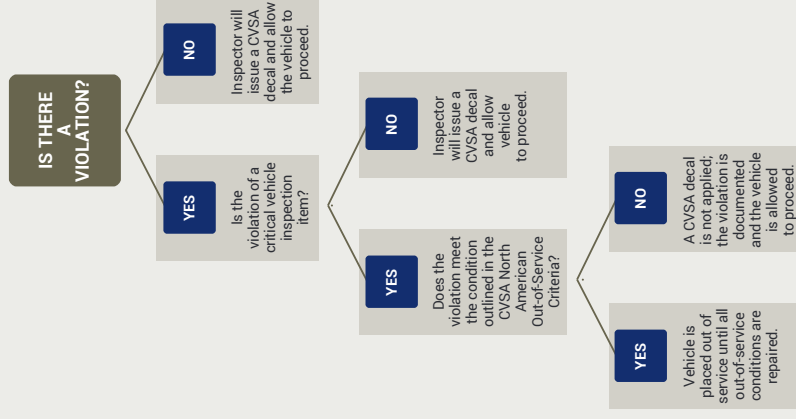 IS THERE
A
VIOLATION?
YES
Is the
violation of a
critical vehicle
inspection
item?
NO
Inspector will
issue a CVSA
decal and allow
the vehicle to
proceed.
YES
Does the
violation meet
the condition
outlined in the
CVSA North
American
Out-of-Service
Criteria?
NO
Inspector
will issue a
CVSA decal
and allow
vehicle
to proceed.
YES
Vehicle is
placed out of
service until all
out-of-service
conditions are
repaired.
NO
A CVSA decal
is not applied;
the violation is
documented
and the vehicle
is allowed
to proceed.